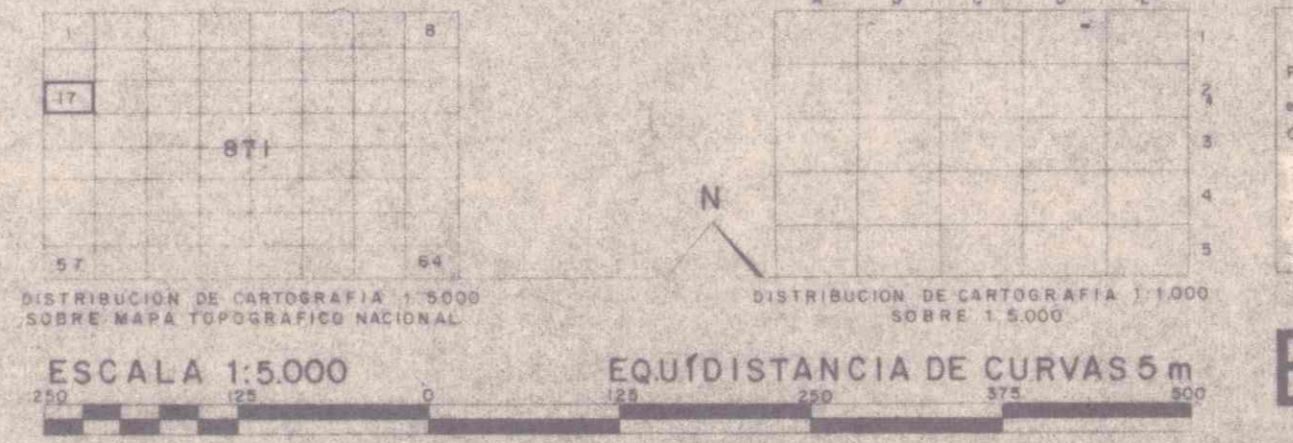 1 8
17
871
57 64
DISTRIBUCION DE CARTOGRAFIA 1:5000
SOBRE MAPA TOPOGRAFICO NACIONAL
N
1
2
3
4
5
DISTRIBUCION DE CARTOGRAFIA 1:1.000
SOBRE 1:5.000
ESCALA 1:5.000
EQUÍDISTANCIA DE CURVAS 5 m
250 125 0 125 250 375 500